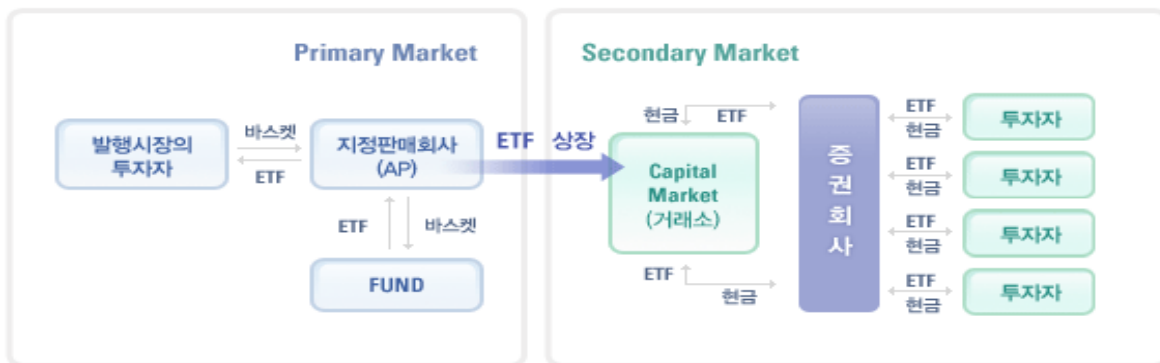 Primary Market
발행시장의
투자자
바스켓
ETF
지정판매회사
(AP)
ETF
바스켓
FUND
ETF 상장
Secondary Market
현금
ETF
Capital
Market
(거래소)
ETF
현금
증
권
회
사
ETF
현금
투자자
ETF
현금
투자자
ETF
현금
투자자
ETF
현금
투자자